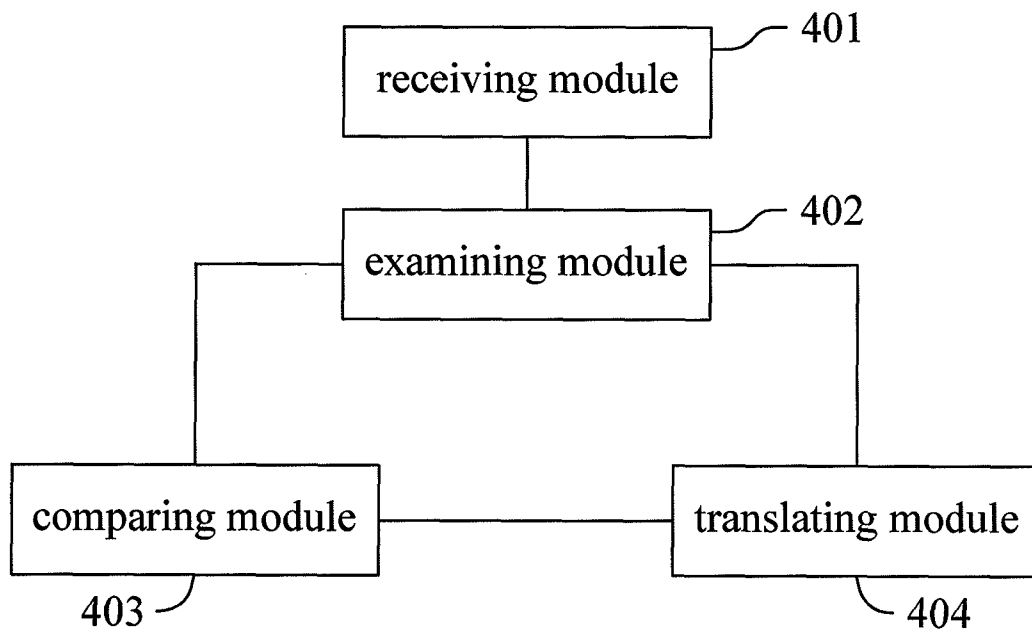 401
receiving module
402
examining module
comparing module
translating module
403
404